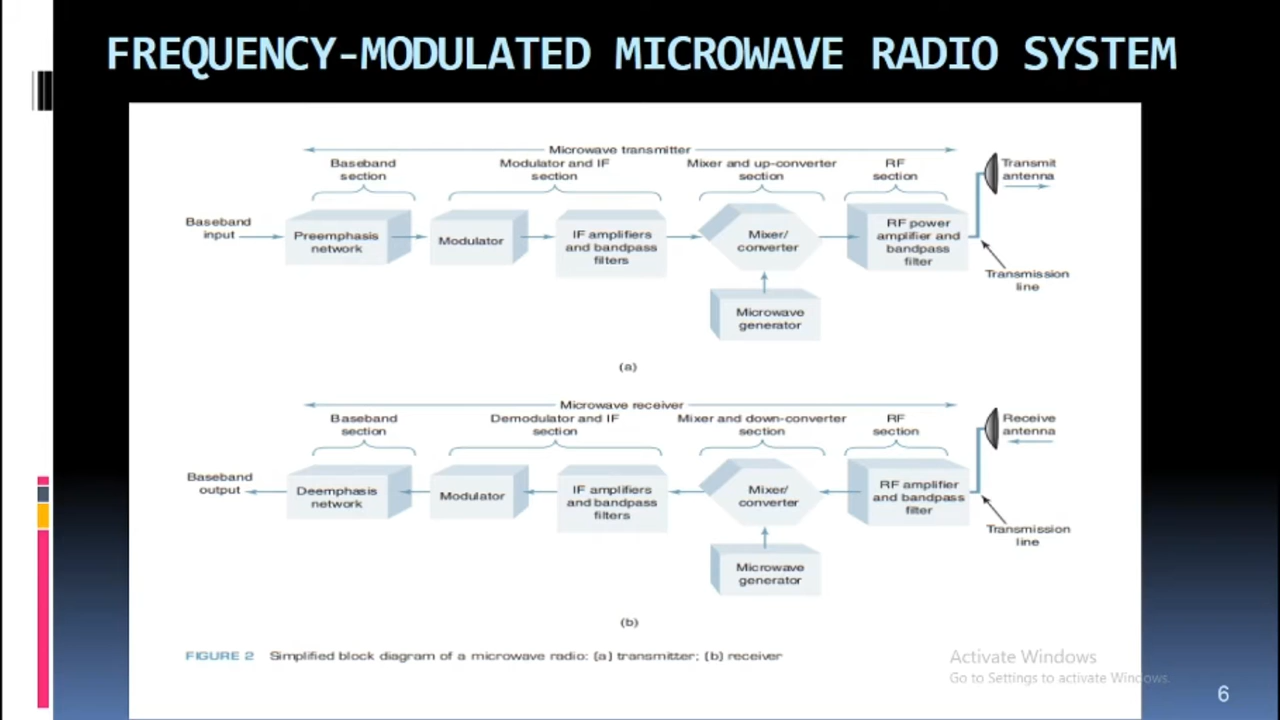 FREQUENCY-MODULATED MICROWAVE RADIO SYSTEM
Microwave transmitter
Baseband
section
Modulator and IF
section
Mixer and up-converter
section
RF
section
Transmit
antenna
Baseband
input
Preemphasis
network
Modulator
IF amplifiers
and bandpass
filters
Mixer/
converter
RF power
amplifier and
bandpass
filter
Transmission
line
Microwave
generator
(a)
Microwave receiver
Baseband
section
Demodulator and IF
section
Mixer and down-converter
section
RF
section
Receive
antenna
Baseband
output
Deemphasis
network
Modulator
IF amplifiers
and bandpass
filters
Mixer/
converter
RF amplifier
and bandpass
filter
Transmission
line
Microwave
generator
(b)
FIGURE 2 Simplified block diagram of a microwave radio: (a) transmitter; (b) receiver
Activate Windows
Go to Settings to activate Windows.
6